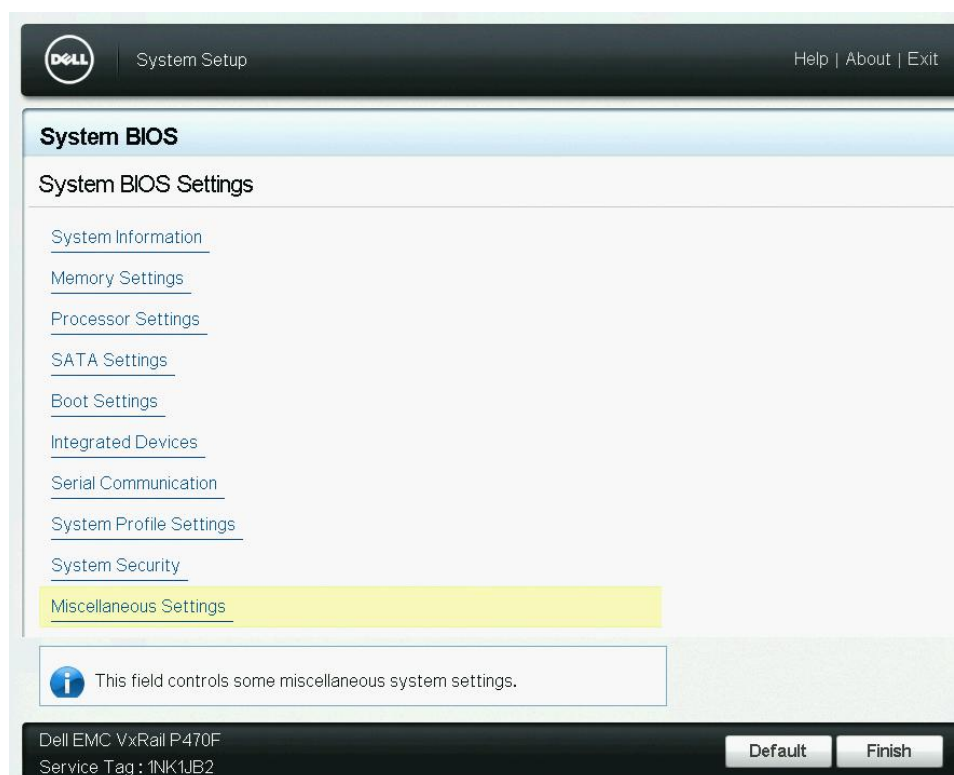 DELL
System Setup
Help | About | Exit
System BIOS
System BIOS Settings
System Information
Memory Settings
Processor Settings
SATA Settings
Boot Settings
Integrated Devices
Serial Communication
System Profile Settings
System Security
Miscellaneous Settings
This field controls some miscellaneous system settings.
Dell EMC VxRail P470F
Service Tag : 1NK1JB2
Default
Finish